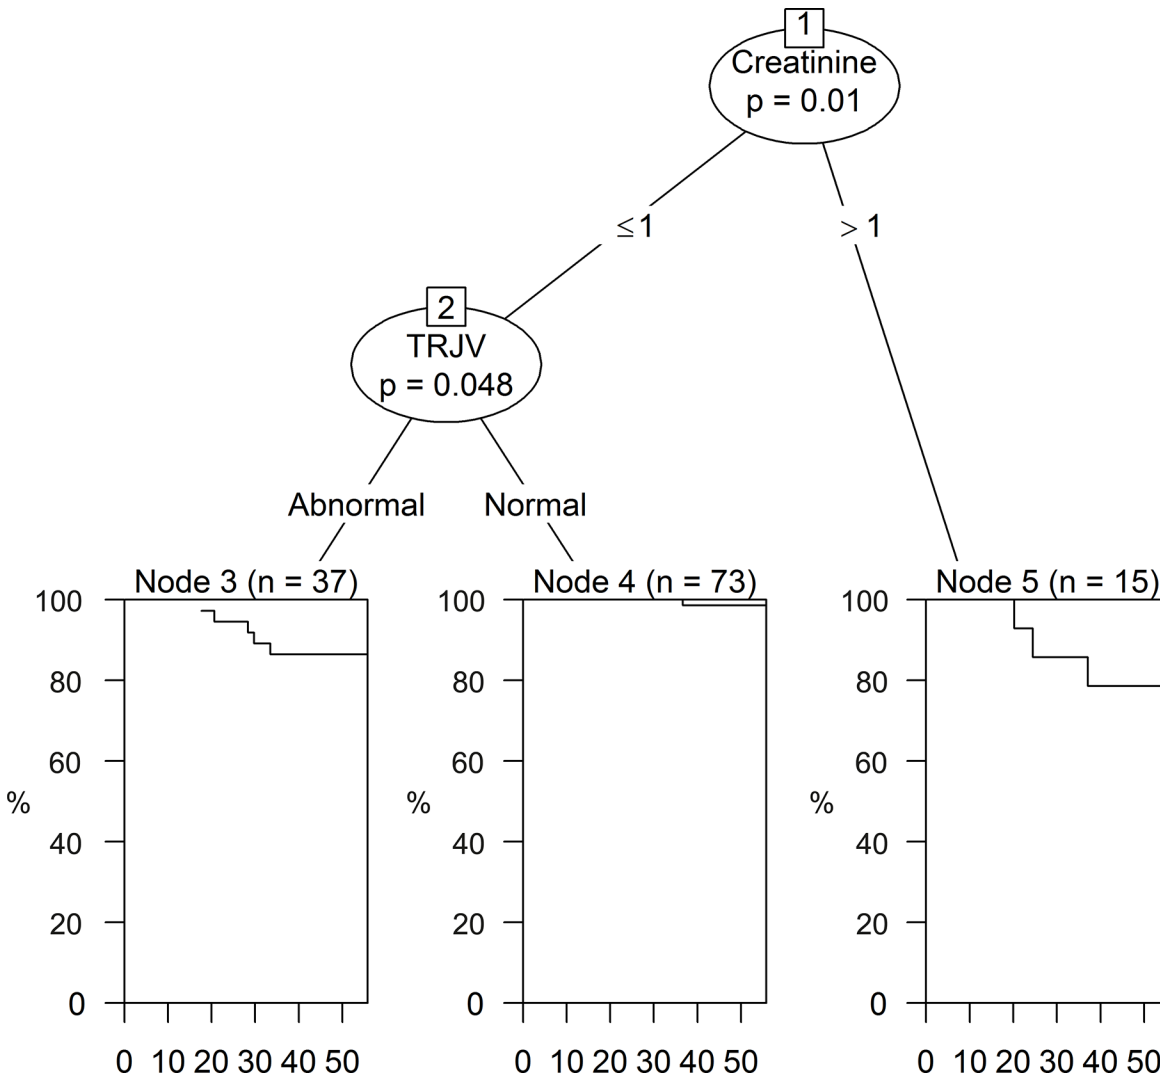 1
Creatinine
p = 0.01
≤ 1
> 1
2
TRJV
p = 0.048
Abnormal
Normal
Node 3 (n = 37)
100
80
60
40
20
0
%
0 10 20 30 40 50
Node 4 (n = 73)
100
80
60
40
20
0
%
0 10 20 30 40 50
Node 5 (n = 15)
100
80
60
40
20
0
%
0 10 20 30 40 50